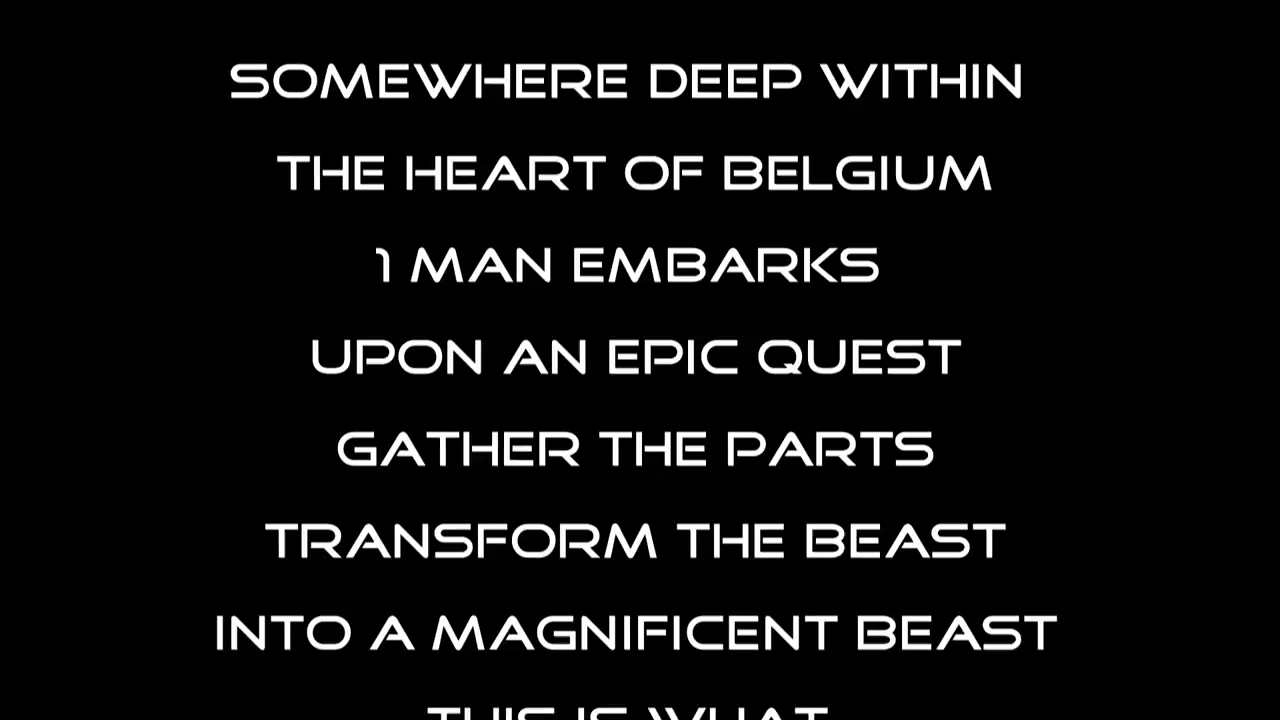 SOMEWHERE DEEP WITHIN
THE HEART OF BELGIUM
1 MAN EMBARKS
UPON AN EPIC QUEST
GATHER THE PARTS
TRANSFORM THE BEAST
INTO A MAGNIFICENT BEAST
THIS IS WHAT